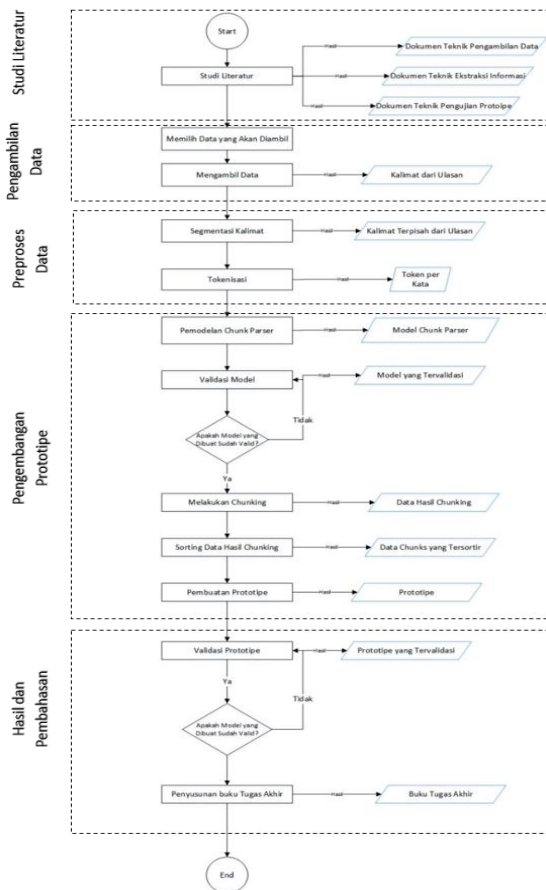 Studi Literatur
Start
Studi Literatur
Hasil
Dokumen Teknik Pengambilan Data
Hasil
Dokumen Teknik Ekstraksi Informasi
Hasil
Dokumen Teknik Pengujian Protoipe
Pengambilan
Data
Memilih Data yang Akan Diambil
Mengambil Data
Hasil
Kalimat dari Ulasan
Preproses
Data
Segmentasi Kalimat
Hasil
Kalimat Terpisah dari Ulasan
Tokenisasi
Hasil
Token per
Kata
Pengembangan
Prototipe
Pemodelan Chunk Parser
Hasil
Model Chunk Parser
Validasi Model
Hasil
Model yang Tervalidasi
Tidak
Apakah Model yang
Dibuat Sudah Valid?
Ya
Melakukan Chunking
Hasil
Data Hasil Chunking
Sorting Data Hasil Chunking
Hasil
Data Chunks yang Tersortir
Pembuatan Prototipe
Hasil
Prototipe
Hasil dan
Pembahasan
Validasi Prototipe
Hasil
Prototipe yang Tervalidasi
Ya
Tidak
Apakah Model yang
Dibuat Sudah Valid?
Penyusunan buku Tugas Akhir
Hasil
Buku Tugas Akhir
End